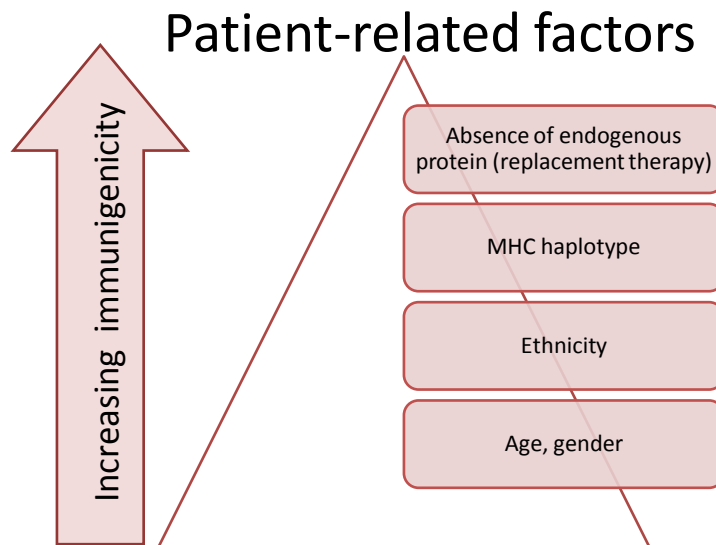 Patient-related factors
Increasing immunigenicity
Absence of endogenous
protein (replacement therapy)
MHC haplotype
Ethnicity
Age, gender